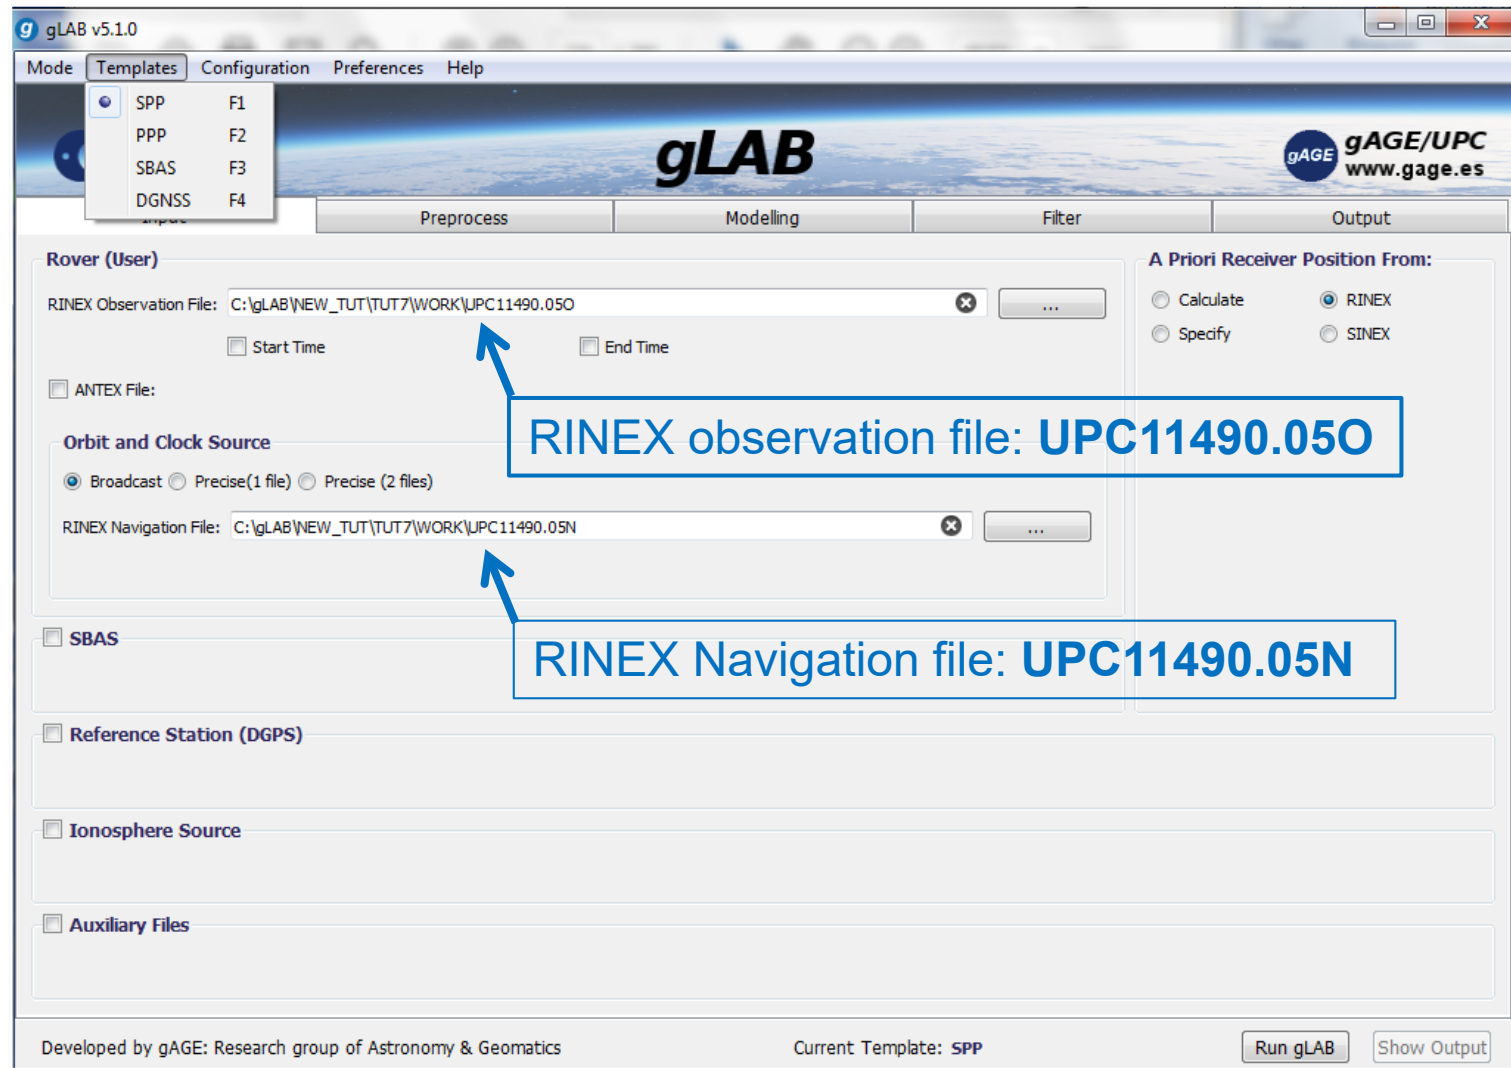 gLAB v5.1.0
Mode Templates Configuration Preferences Help
SPP F1
PPP F2
SBAS F3
DGNSS F4
gLAB
gAGE
gAGE/UPC
www.gage.es
Input Preprocess Modelling Filter Output
Rover (User)
RINEX Observation File: C:\gLAB\NEW_TUT\TUT7\WORK\UPC11490.05O ...
Start Time End Time
ANTEX File:
A Priori Receiver Position From:
Calculate RINEX
Specify SINEX
RINEX observation file: UPC11490.05O
Orbit and Clock Source
Broadcast Precise(1 file) Precise (2 files)
RINEX Navigation File: C:\gLAB\NEW_TUT\TUT7\WORK\UPC11490.05N ...
RINEX Navigation file: UPC11490.05N
SBAS
Reference Station (DGPS)
Ionosphere Source
Auxiliary Files
Developed by gAGE: Research group of Astronomy & Geomatics Current Template: SPP Run gLAB Show Output